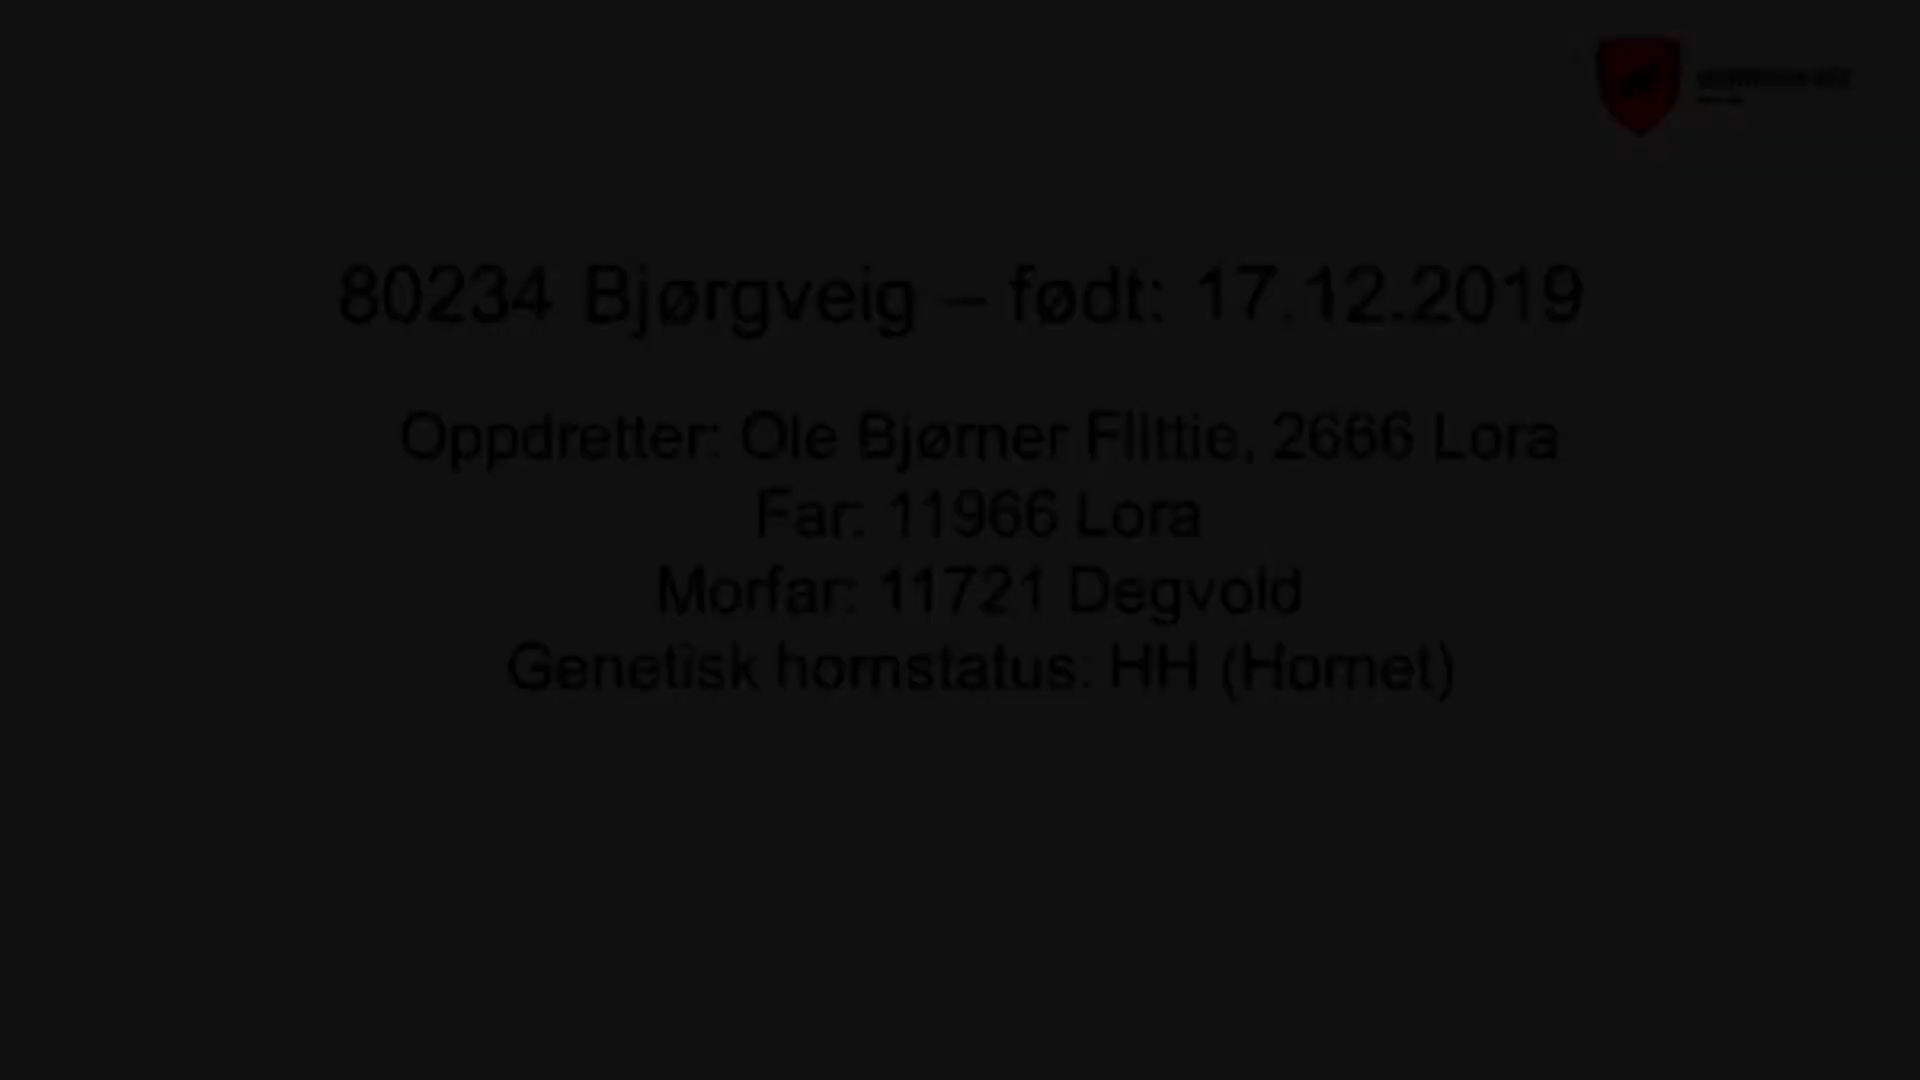 80234 Bjørgveig – født: 17.12.2019
Oppdretter: Ole Bjørner Flittie, 2666 Lora
Far: 11966 Lora
Morfar: 11721 Degvold
Genetisk hornstatus: HH (Hornet)